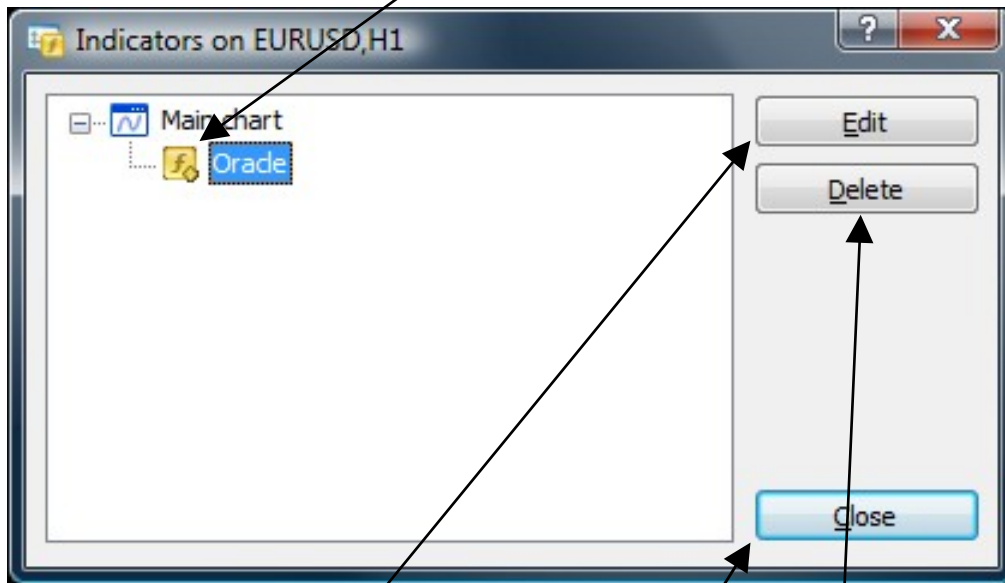 Indicators on EURUSD,H1
?
X
Main chart
Edit
Oracle
Delete
Close